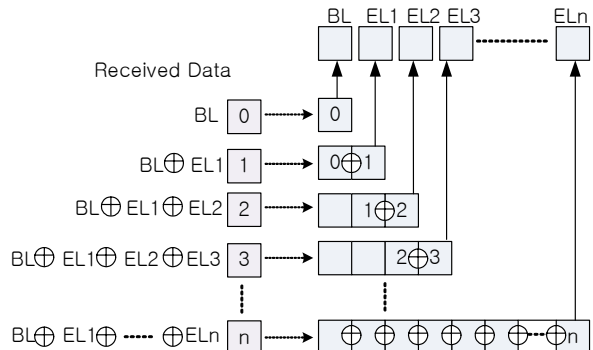 BL EL1 EL2 EL3 ELn
Received Data
BL 0 0
BL⊕ EL1 1 0⊕1
BL⊕ EL1⊕ EL2 2 1⊕2
BL⊕ EL1⊕ EL2 ⊕EL3 3 2⊕3
BL⊕ EL1⊕ ----- ⊕ELn n ⊕ ⊕ ⊕ ⊕ ⊕ ⊕--⊕n